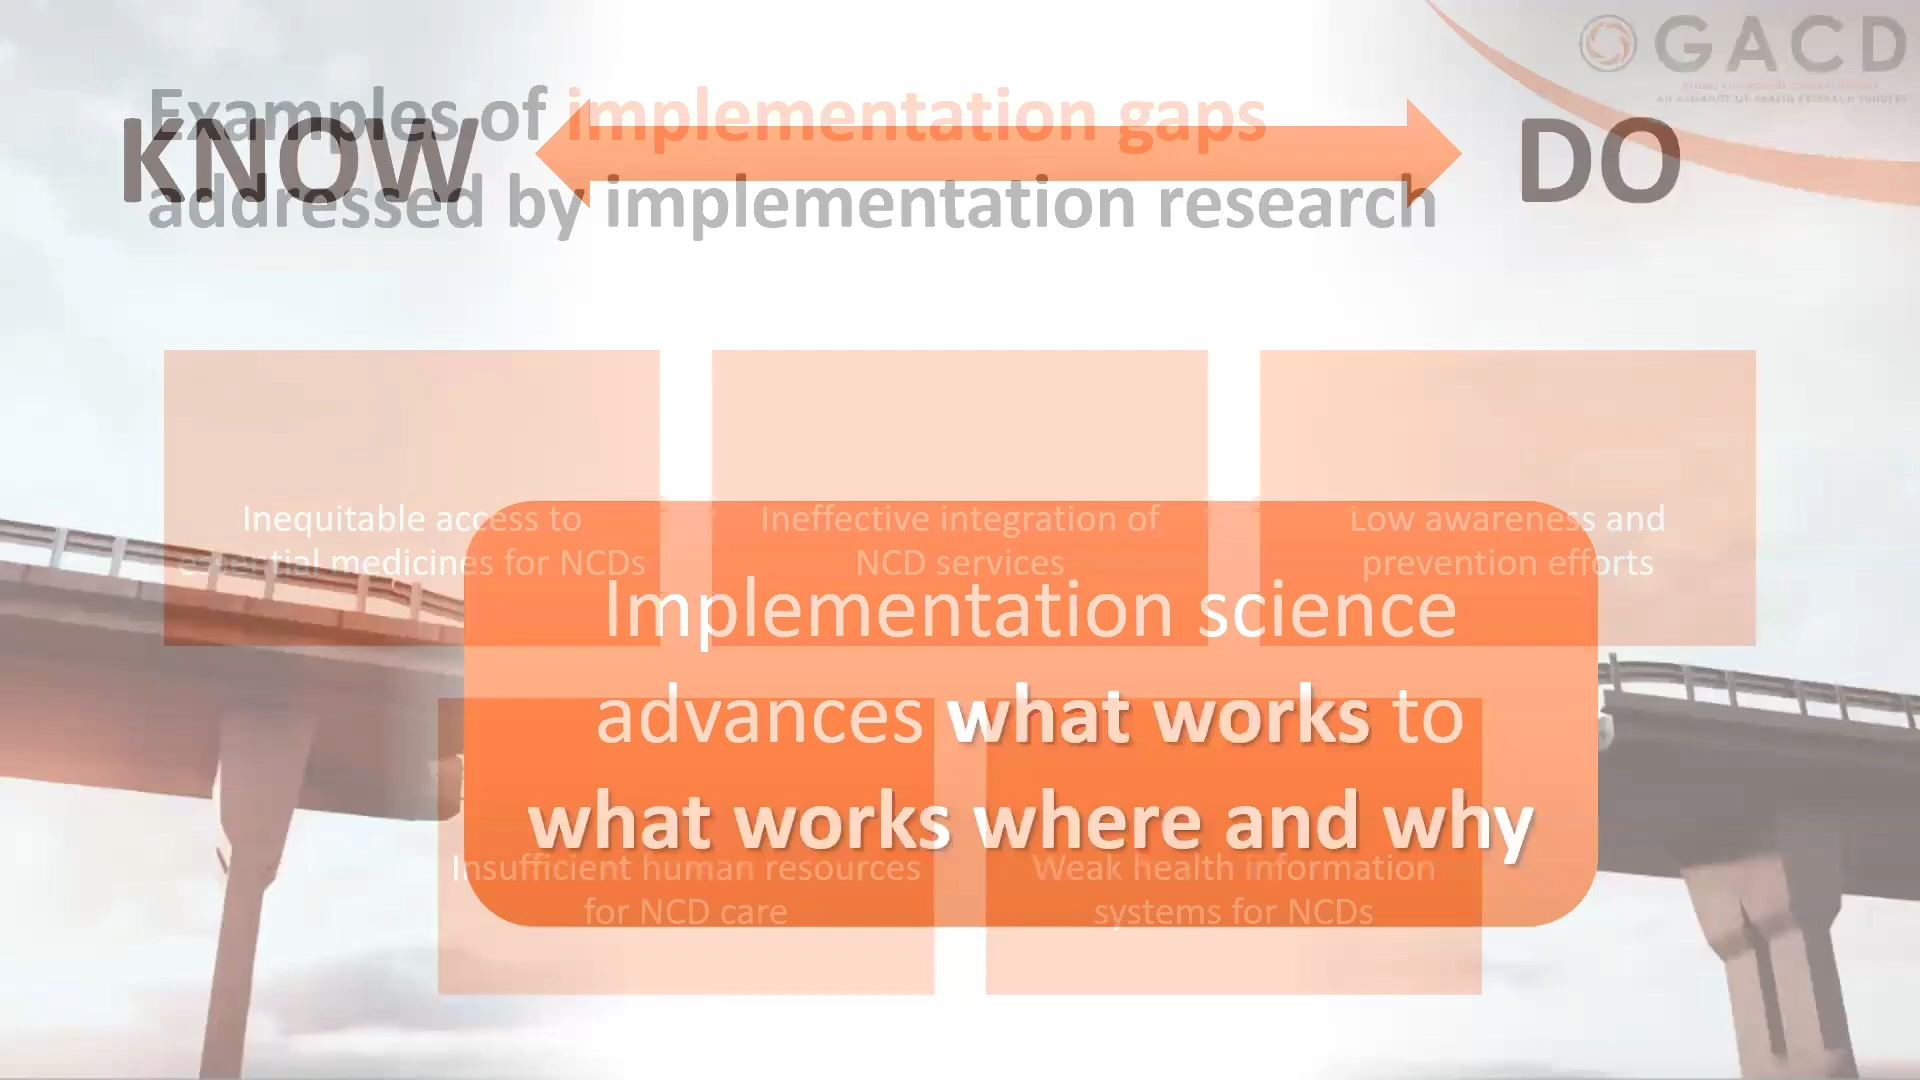 GACD
Examples of implementation gaps
KNOW
DO
addressed by implementation research
Inequitable access to
essential medicines for NCDs
Ineffective integration of
NCD services
Low awareness and
prevention efforts
Implementation science
advances what works to
what works where and why
Insufficient human resources
for NCD care
Weak health information
systems for NCDs